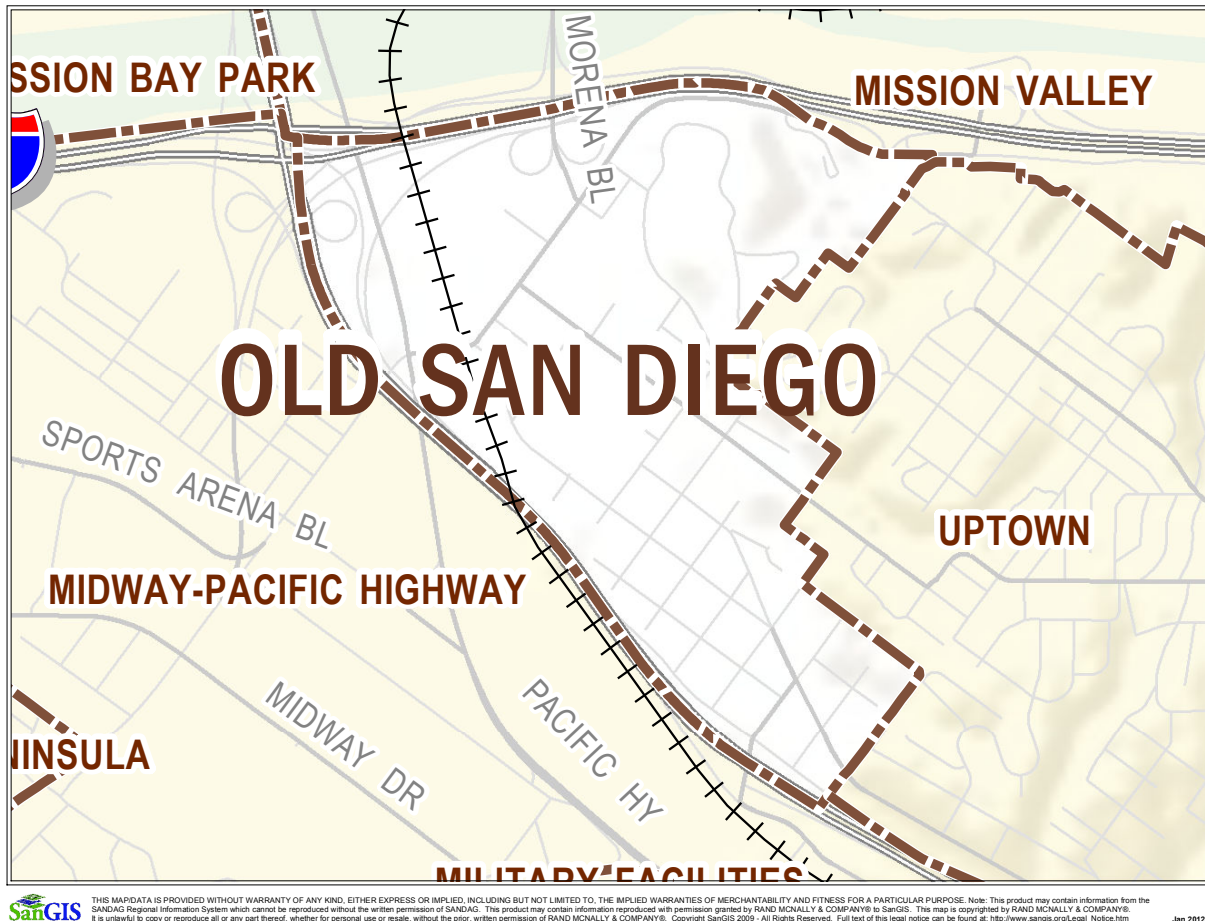 SSION BAY PARK
MORENA BL
MISSION VALLEY
OLD SAN DIEGO
SPORTS ARENA BL
UPTOWN
MIDWAY-PACIFIC HIGHWAY
MIDWAY DR
PACIFIC HY
NINSULA
MILITARY FACILITIES
SanGIS
THIS MAP/DATA IS PROVIDED WITHOUT WARRANTY OF ANY KIND, EITHER EXPRESS OR IMPLIED, INCLUDING BUT NOT LIMITED TO, THE IMPLIED WARRANTIES OF MERCHANTABILITY AND FITNESS FOR A PARTICULAR PURPOSE. Note: This product may contain information from the
SANDAG Regional Information System which cannot be reproduced without the written permission of SANDAG. This product may contain information reproduced with permission granted by RAND MCNALLY & COMPANY® to SanGIS. This map is copyrighted by RAND MCNALLY & COMPANY®.
It is unlawful to copy or reproduce all or any part thereof, whether for personal use or resale, without the prior, written permission of RAND MCNALLY & COMPANY®. Copyright SanGIS 2009 - All Rights Reserved. Full text of this legal notice can be found at: http://www.sangis.org/Legal_Notice.htm
Jan 2012